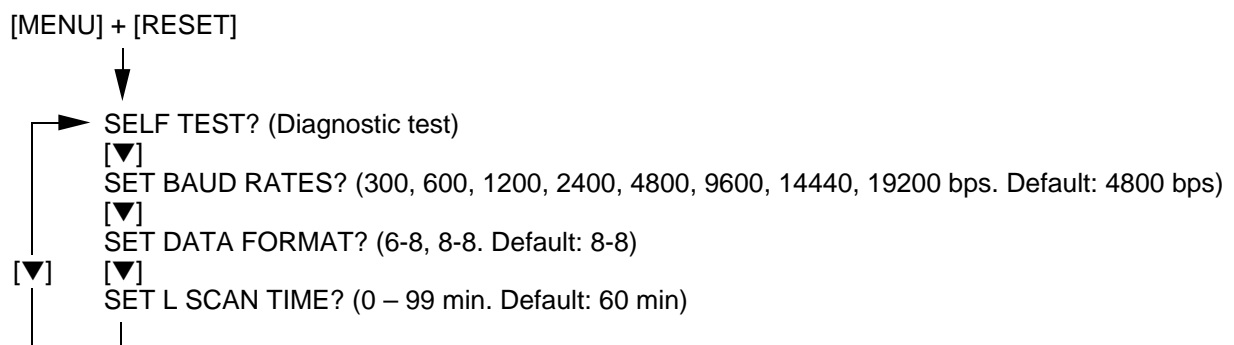 [MENU] + [RESET]
SELF TEST? (Diagnostic test)
[▼]
SET BAUD RATES? (300, 600, 1200, 2400, 4800, 9600, 14440, 19200 bps. Default: 4800 bps)
[▼]
SET DATA FORMAT? (6-8, 8-8. Default: 8-8)
[▼] [▼]
SET L SCAN TIME? (0 – 99 min. Default: 60 min)